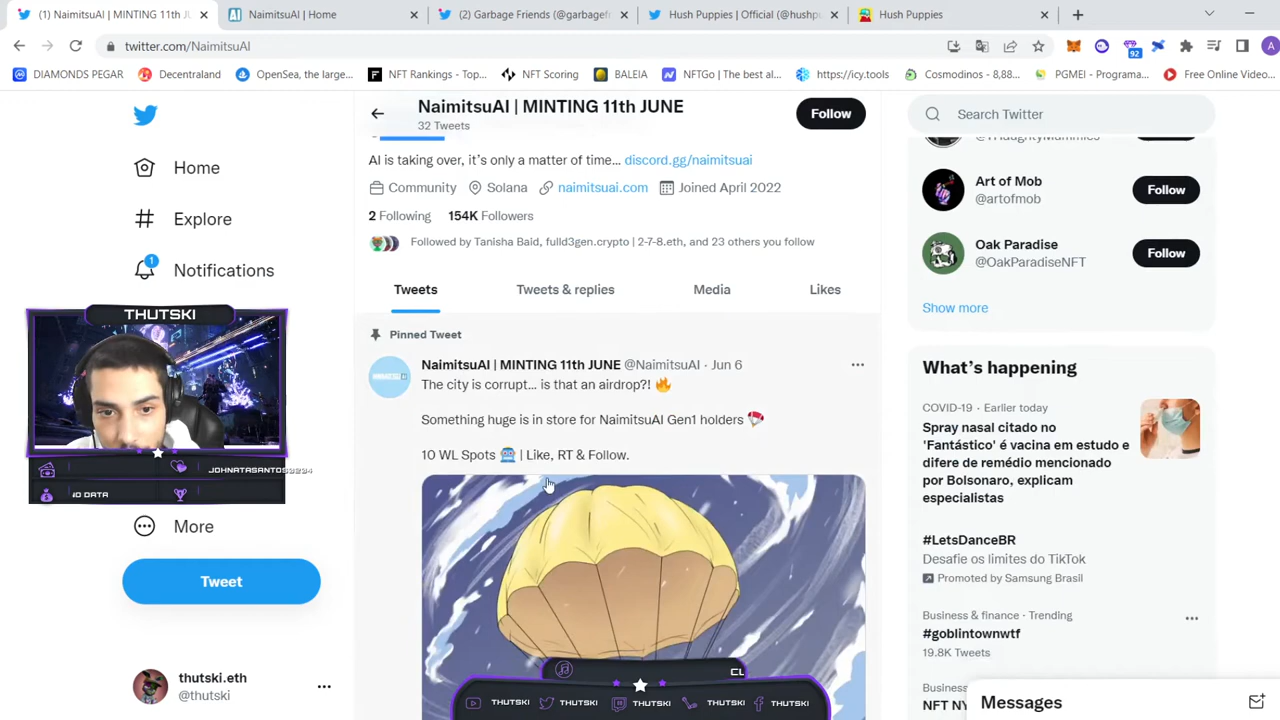 (1) NaimitsuAI | MINTING 11th JU
NaimitsuAI | Home
(2) Garbage Friends (@garbagef
Hush Puppies | Official (@hushpu
Hush Puppies
twitter.com/NaimitsuAI
92
A
DIAMONDS PEGAR
Decentraland
OpenSea, the large...
NFT Rankings - Top...
NFT Scoring
BALEIA
NFTGo | The best al...
https://icy.tools
Cosmodinos - 8,88...
PGMEI - Programa...
Free Online Video...
NaimitsuAI | MINTING 11th JUNE
32 Tweets
Follow
Search Twitter
AI is taking over, it's only a matter of time... discord.gg/naimitsuai
Community
Solana
naimitsuai.com
Joined April 2022
2 Following
154K Followers
Followed by Tanisha Baid, fulld3gen.crypto | 2-7-8.eth, and 23 others you follow
Tweets
Tweets & replies
Media
Likes
Pinned Tweet
NaimitsuAI | MINTING 11th JUNE @NaimitsuAI · Jun 6
The city is corrupt... is that an airdrop?! 🔥
Something huge is in store for NaimitsuAI Gen1 holders 🪂
10 WL Spots | Like, RT & Follow.
CL
THUTSKI
THUTSKI
THUTSKI
THUTSKI
THUTSKI
Home
Explore
1
Notifications
THUTSKI
JOHNATASANTOS3204
IO DATA
More
Tweet
thutski.eth
@thutski
Art of Mob
@artofmob
Follow
Oak Paradise
@OakParadiseNFT
Follow
Show more
What's happening
COVID-19 · Earlier today
Spray nasal citado no
'Fantástico' é vacina em estudo e
difere de remédio mencionado
por Bolsonaro, explicam
especialistas
#LetsDanceBR
Desafie os limites do TikTok
Promoted by Samsung Brasil
Business & finance · Trending
#goblintownwtf
19.8K Tweets
Busines
NFT NY
Messages